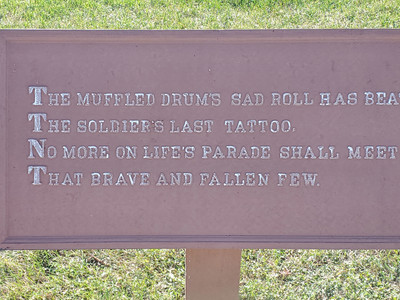 THE MUFFLED DRUM'S SAD ROLL HAS BEAT
THE SOLDIER'S LAST TATTOO.
NO MORE ON LIFE'S PARADE SHALL MEET
THAT BRAVE AND FALLEN FEW.